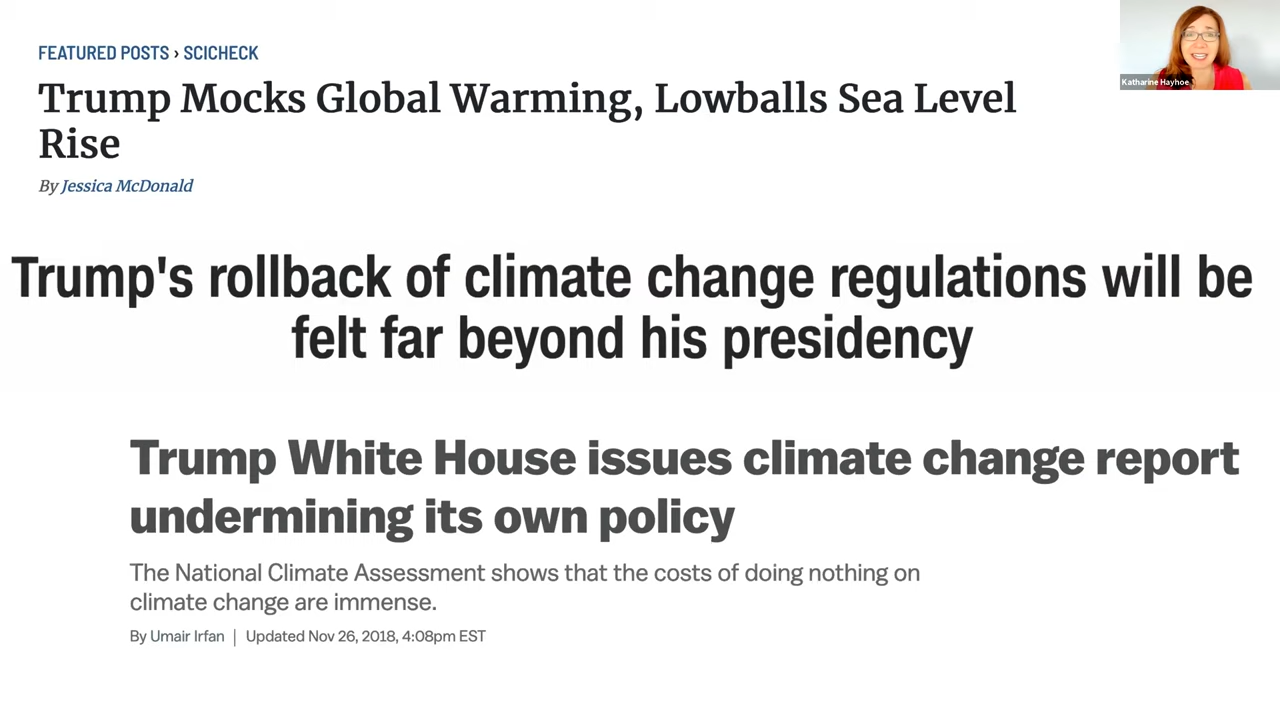 FEATURED POSTS › SCICHECK
Trump Mocks Global Warming, Lowballs Sea Level
Rise
By Jessica McDonald
Katharine Hayhoe
Trump's rollback of climate change regulations will be
felt far beyond his presidency
Trump White House issues climate change report
undermining its own policy
The National Climate Assessment shows that the costs of doing nothing on
climate change are immense.
By Umair Irfan | Updated Nov 26, 2018, 4:08pm EST